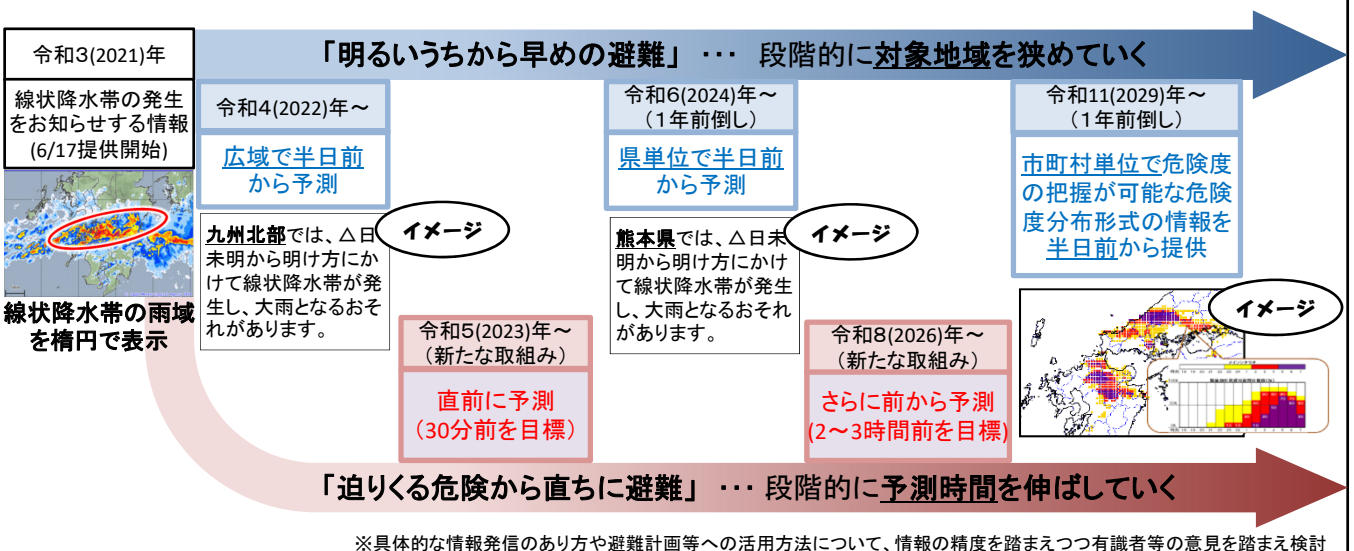 令和3(2021)年
線状降水帯の発生
をお知らせする情報
(6/17提供開始)
線状降水帯の雨域
を楕円で表示
「明るいうちから早めの避難」 ･･･ 段階的に対象地域を狭めていく
令和4(2022)年～
広域で半日前
から予測
九州北部では、△日
未明から明け方にか
けて線状降水帯が発
生し、大雨となるおそ
れがあります。
イメージ
令和5(2023)年～
（新たな取組み）
直前に予測
（30分前を目標）
令和6(2024)年～
（1年前倒し）
県単位で半日前
から予測
熊本県では、△日未
明から明け方にかけ
て線状降水帯が発生
し、大雨となるおそれ
があります。
イメージ
令和8(2026)年～
（新たな取組み）
さらに前から予測
(2～3時間前を目標)
令和11(2029)年～
（1年前倒し）
市町村単位で危険度
の把握が可能な危険
度分布形式の情報を
半日前から提供
イメージ
「迫りくる危険から直ちに避難」 ･･･ 段階的に予測時間を伸ばしていく
※具体的な情報発信のあり方や避難計画等への活用方法について、情報の精度を踏まえつつ有識者等の意見を踏まえ検討